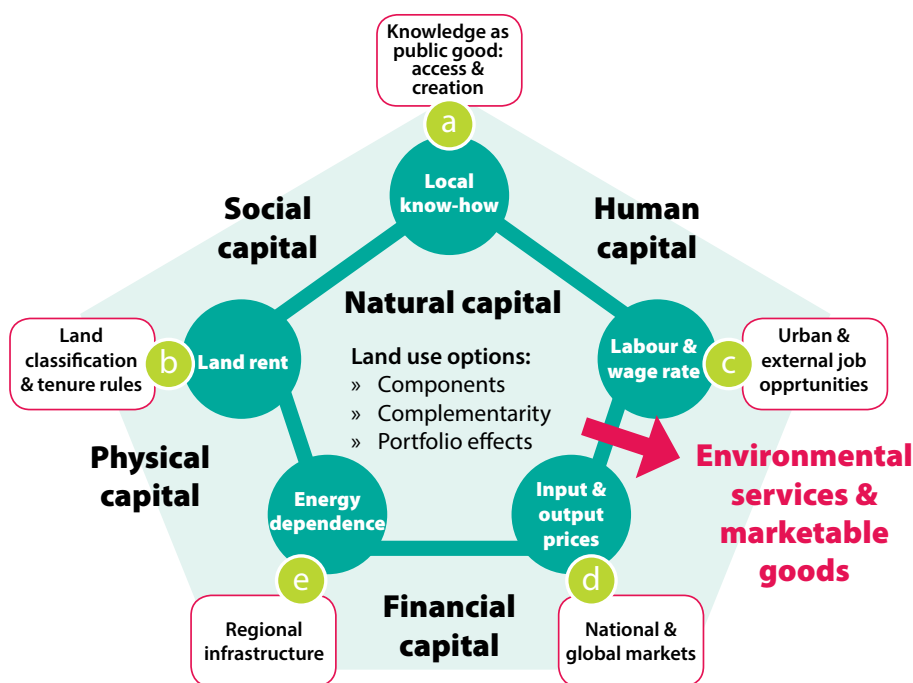 Knowledge as
public good:
access &
creation
a
Local
know-how
Social
capital
Human
capital
Natural capital
Land use options:
» Components
» Complementarity
» Portfolio effects
Land
classification
& tenure rules
b
Land rent
Labour &
wage rate
c
Urban &
external job
opprtunities
Physical
capital
Energy
dependence
Input &
output
prices
Environmental
services &
marketable
goods
e
d
Regional
infrastructure
Financial
capital
National &
global markets